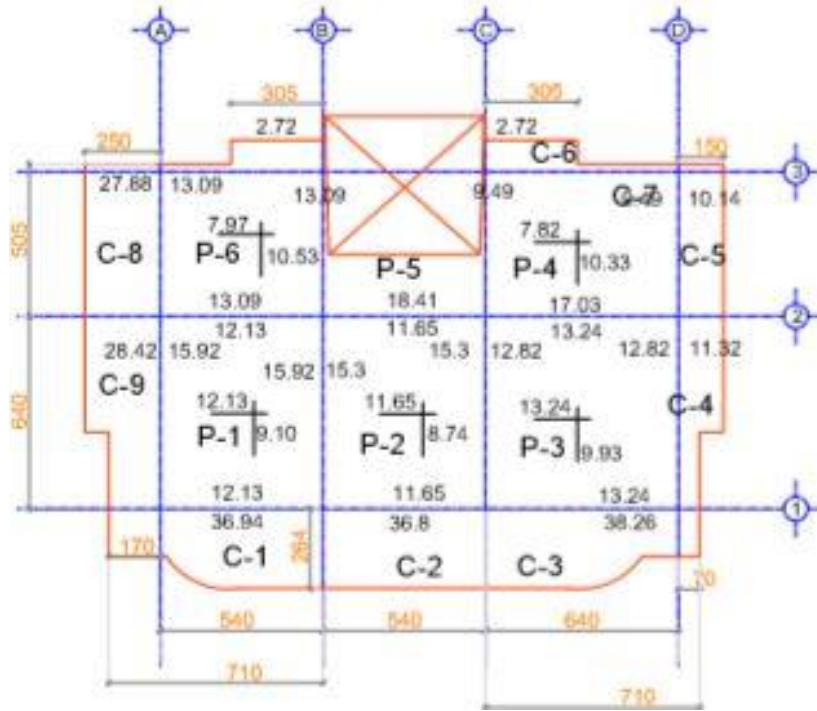 A B C D
305 305
2.72 2.72
250 C-6 150
3
27.88 13.09 13.09 9.49 C-7 10.14
7.97 7.82
505 C-8 P-6 10.53 P-5 P-4 10.33 C-5
13.09 18.41 17.03
2
12.13 11.65 13.24
28.42 15.92 15.3 12.82 12.82 11.32
15.92 15.3
C-9 12.13 11.65 13.24 C-4
640 P-1 9.10 P-2 8.74 P-3 9.93
12.13 11.65 13.24
1
36.94 36.8 38.26
170 C-1 264 C-2 C-3 70
540 540 640
710 710